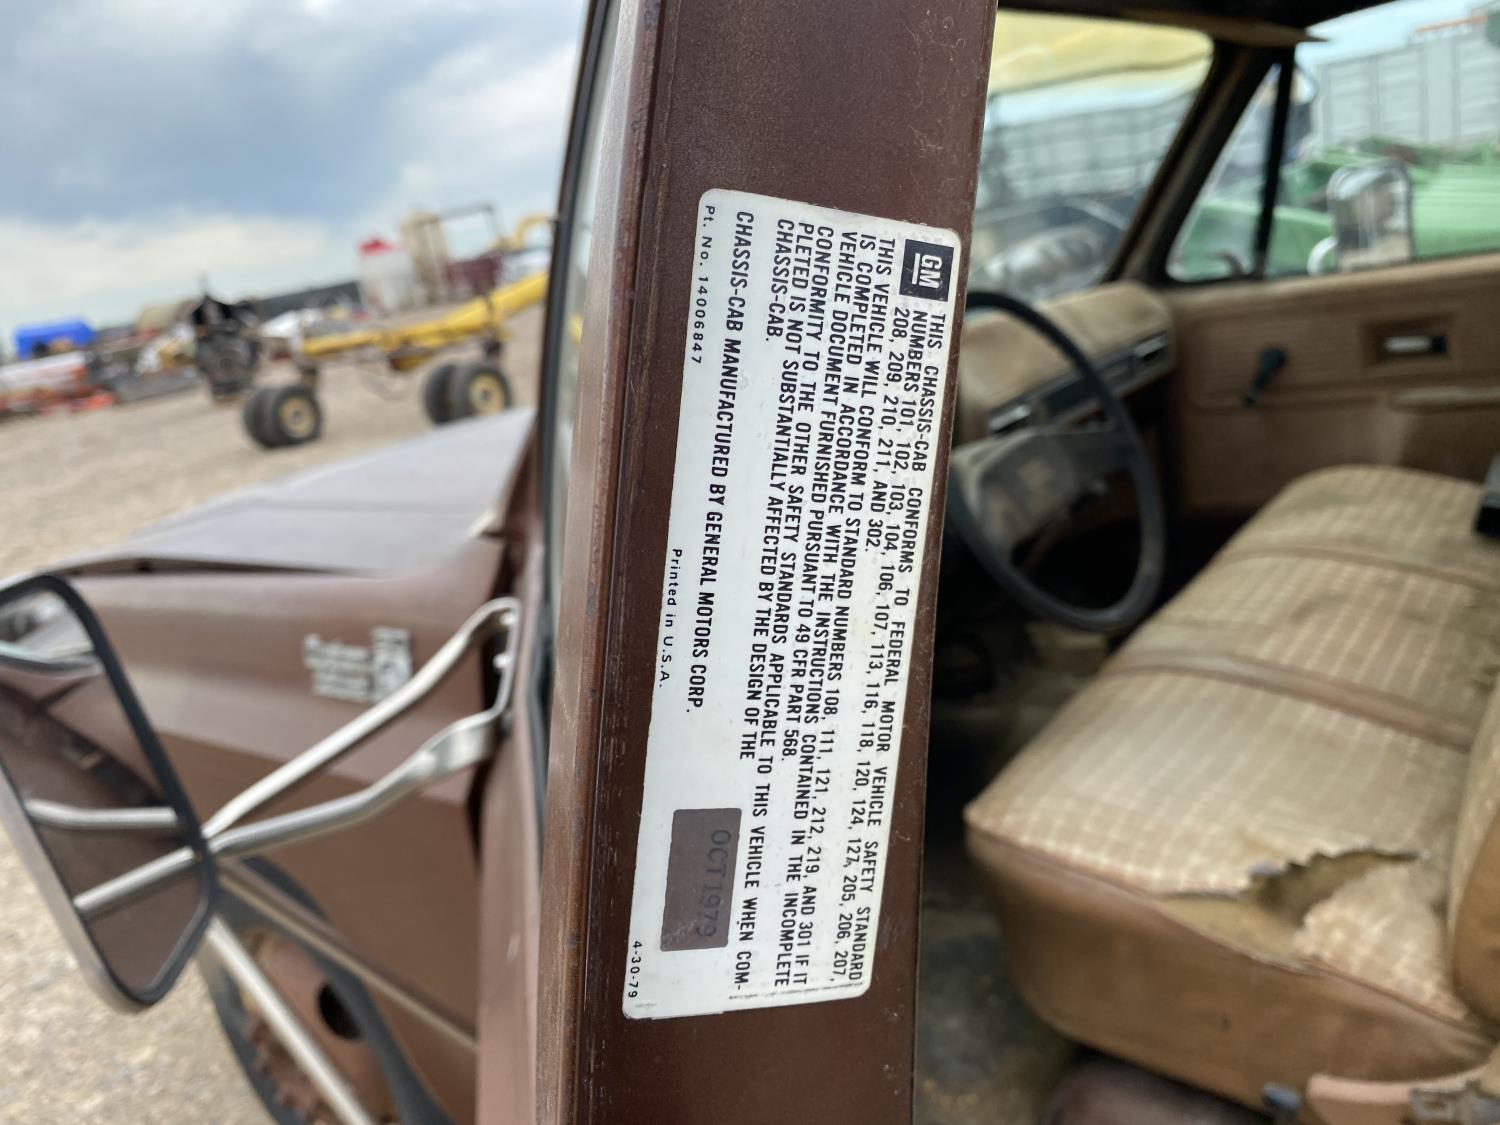 GM
THIS CHASSIS-CAB CONFORMS TO FEDERAL MOTOR VEHICLE SAFETY STANDARD
NUMBERS 101, 102, 103, 104, 106, 107, 113, 116, 118, 120, 124, 127, 205, 206, 207,
208, 209, 210, 211, AND 302.
THIS VEHICLE WILL CONFORM TO STANDARD NUMBERS 108, 111, 121, 212, 219, AND 301 IF IT
IS COMPLETED IN ACCORDANCE WITH THE INSTRUCTIONS CONTAINED IN THE INCOMPLETE
VEHICLE DOCUMENT FURNISHED PURSUANT TO 49 CFR PART 568.
CONFORMITY TO THE OTHER SAFETY STANDARDS APPLICABLE TO THIS VEHICLE WHEN COM-
PLETED IS NOT SUBSTANTIALLY AFFECTED BY THE DESIGN OF THE
CHASSIS-CAB.
CHASSIS-CAB MANUFACTURED BY GENERAL MOTORS CORP.
OCT 1979
Pt. No. 14006847
Printed in U.S.A.
4-30-79